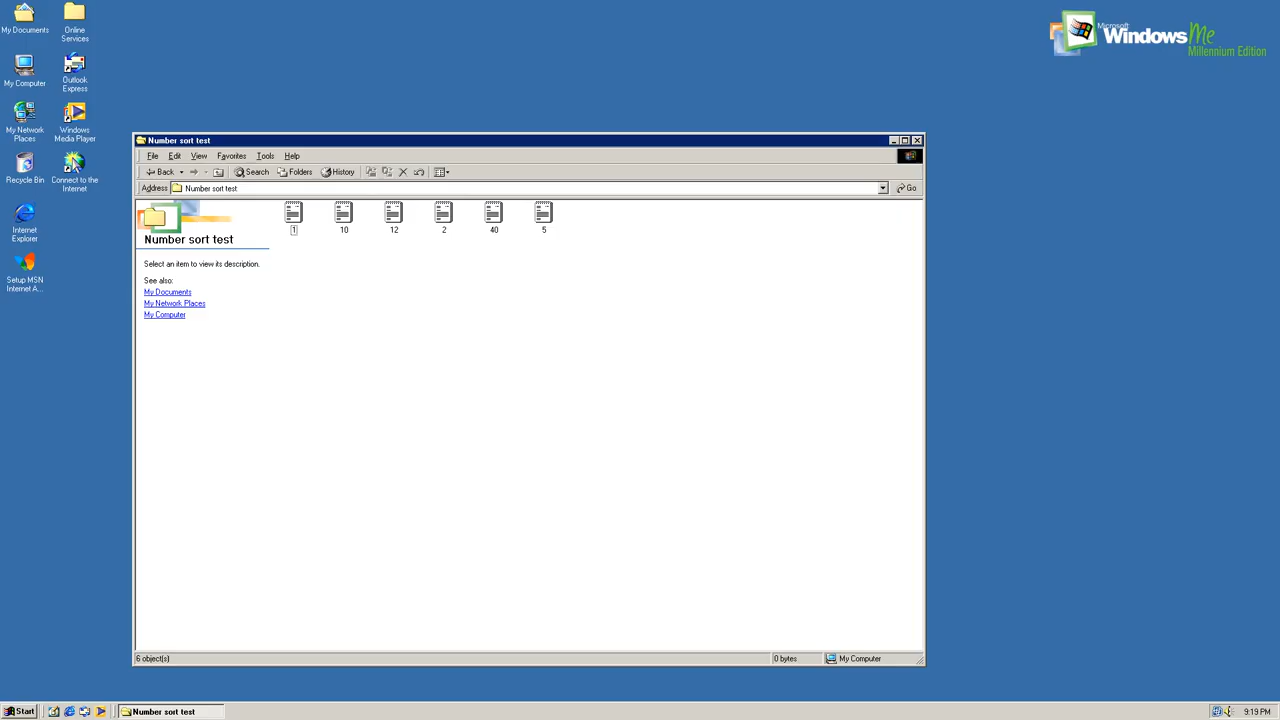 My Documents
Online
Services
My Computer
Outlook
Express
My Network
Places
Windows
Media Player
Recycle Bin
Connect to the
Internet
Internet
Explorer
Setup MSN
Internet A...
Microsoft
Windows Me
Millennium Edition
Number sort test
File Edit View Favorites Tools Help
Back Search Folders History
Address Number sort test Go
1 10 12 2 40 5
Number sort test
Select an item to view its description.
See also:
My Documents
My Network Places
My Computer
6 object(s) 0 bytes My Computer
Start Number sort test 9:19 PM